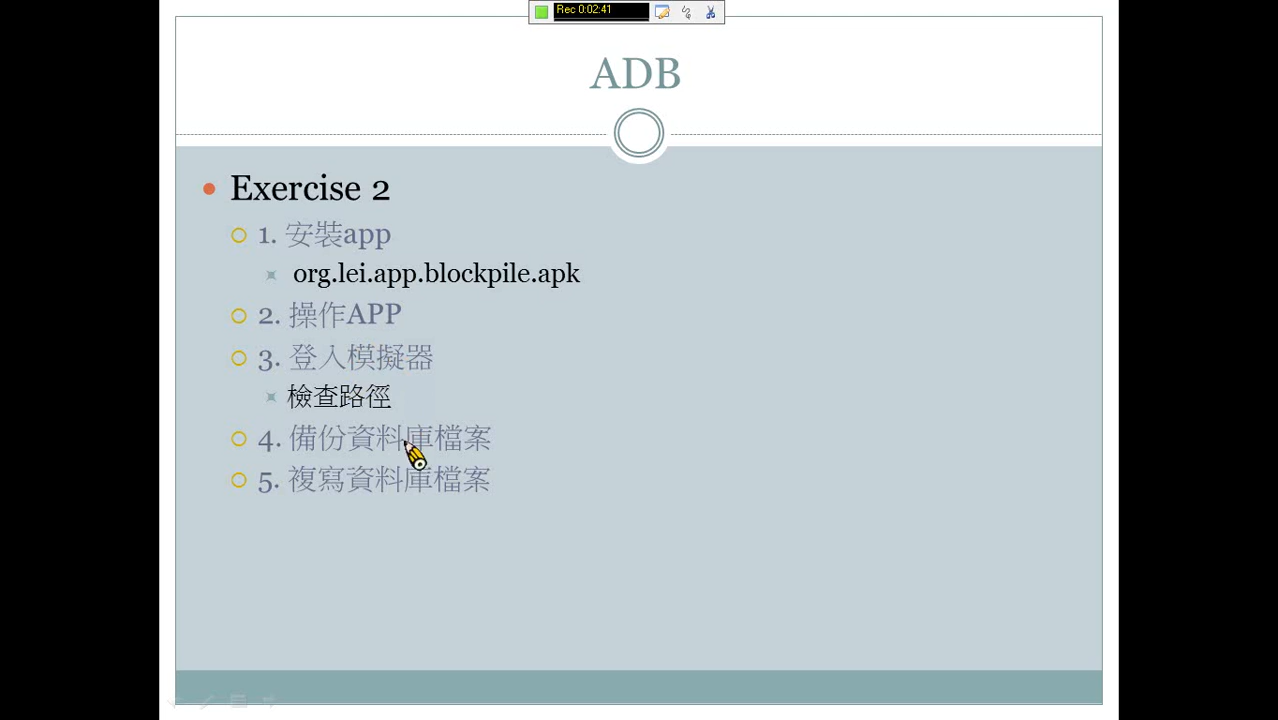 Rec 0:02:41
ADB
Exercise 2
1. 安裝app
org.lei.app.blockpile.apk
2. 操作APP
3. 登入模擬器
檢查路徑
4. 備份資料庫檔案
5. 複寫資料庫檔案